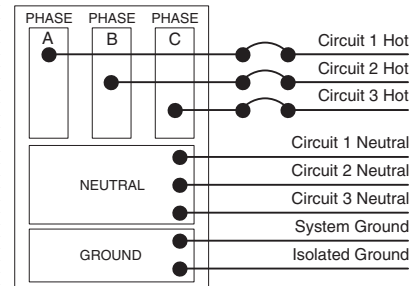 PHASE PHASE PHASE
A B C
Circuit 1 Hot
Circuit 2 Hot
Circuit 3 Hot
Circuit 1 Neutral
NEUTRAL
Circuit 2 Neutral
Circuit 3 Neutral
System Ground
GROUND
Isolated Ground